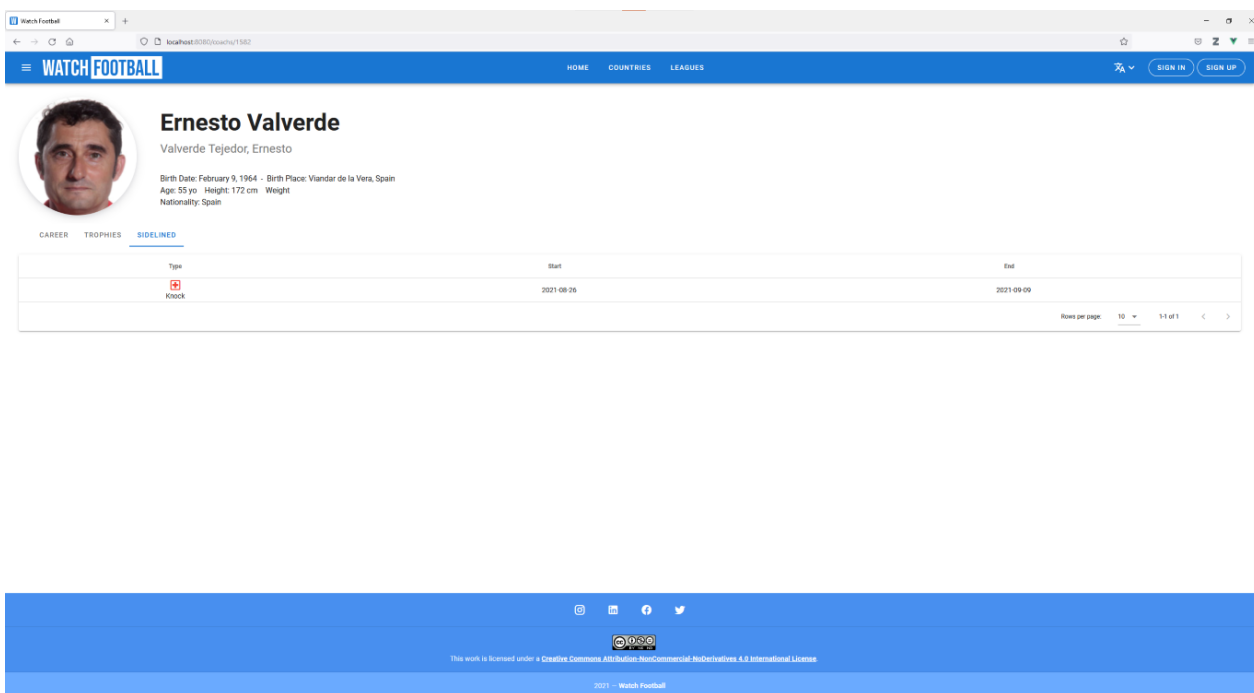 Watch Football
localhost:8080/coachs/1582
WATCH FOOTBALL
HOME COUNTRIES LEAGUES
SIGN IN SIGN UP
Ernesto Valverde
Valverde Tejedor, Ernesto
Birth Date: February 9, 1964 - Birth Place: Viandar de la Vera, Spain
Age: 55 yo Height: 172 cm Weight
Nationality: Spain
CAREER TROPHIES SIDELINED
Type Start End
Knock 2021-08-26 2021-09-09
Rows per page: 10 1-1 of 1
This work is licensed under a Creative Commons Attribution-NonCommercial-NoDerivatives 4.0 International License.
2021 — Watch Football